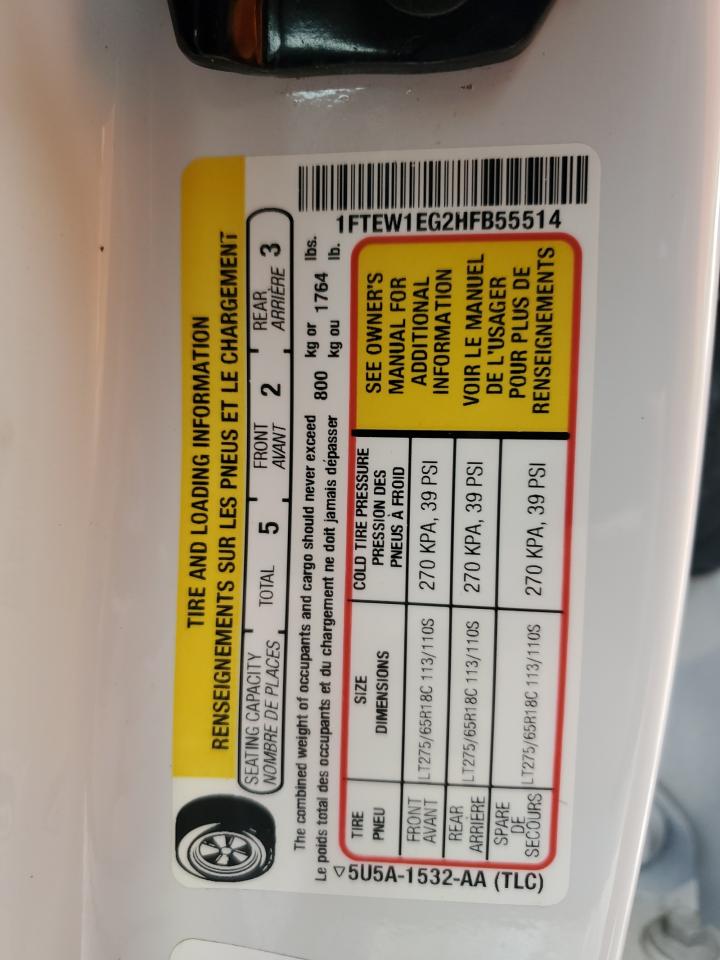 TIRE AND LOADING INFORMATION
RENSEIGNEMENTS SUR LES PNEUS ET LE CHARGEMENT
SEATING CAPACITY
NOMBRE DE PLACES
TOTAL 5
FRONT
AVANT 2
REAR
ARRIÈRE 3
The combined weight of occupants and cargo should never exceed 800 kg or 1764 lbs.
Le poids total des occupants et du chargement ne doit jamais dépasser kg ou lb.
1FTEW1EG2HFB55514
TIRE
PNEU
SIZE
DIMENSIONS
COLD TIRE PRESSURE
PRESSION DES
PNEUS À FROID
FRONT
AVANT
LT275/65R18C 113/110S
270 KPA, 39 PSI
REAR
ARRIÈRE
LT275/65R18C 113/110S
270 KPA, 39 PSI
SPARE
DE
SECOURS
LT275/65R18C 113/110S
270 KPA, 39 PSI
SEE OWNER'S
MANUAL FOR
ADDITIONAL
INFORMATION
VOIR LE MANUEL
DE L'USAGER
POUR PLUS DE
RENSEIGNEMENTS
▽5U5A-1532-AA (TLC)